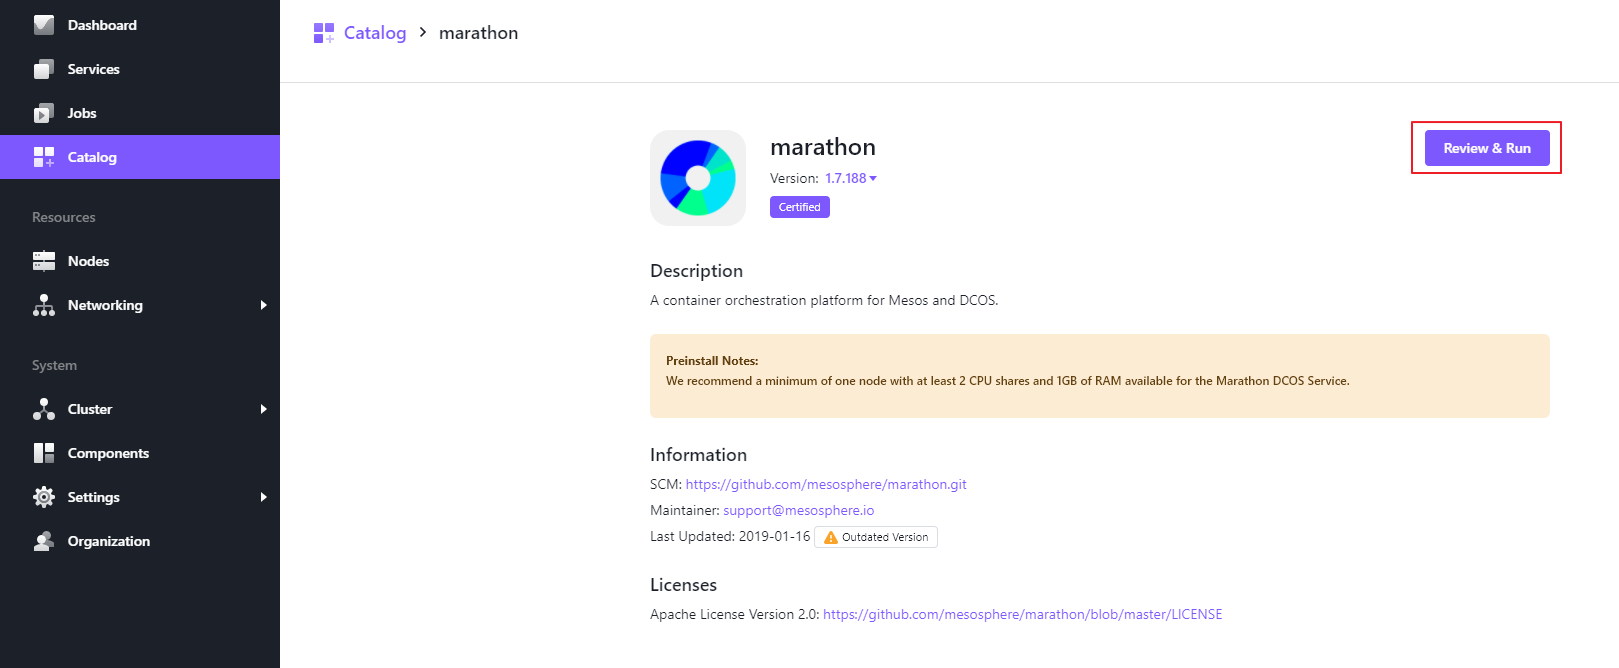 Dashboard
Services
Jobs
Catalog
Resources
Nodes
Networking
System
Cluster
Components
Settings
Organization
Catalog > marathon
marathon
Version: 1.7.188
Certified
Review & Run
Description
A container orchestration platform for Mesos and DCOS.
Preinstall Notes:
We recommend a minimum of one node with at least 2 CPU shares and 1GB of RAM available for the Marathon DCOS Service.
Information
SCM: https://github.com/mesosphere/marathon.git
Maintainer: support@mesosphere.io
Last Updated: 2019-01-16 Outdated Version
Licenses
Apache License Version 2.0: https://github.com/mesosphere/marathon/blob/master/LICENSE